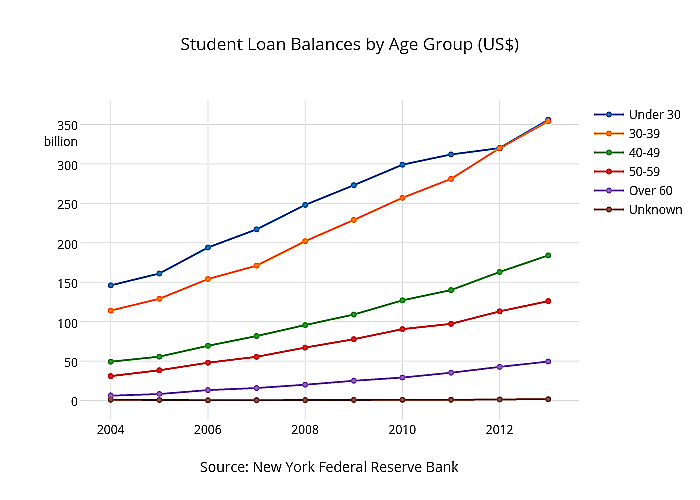 Student Loan Balances by Age Group (US$)
350
billion
300
250
200
150
100
50
0
2004 2006 2008 2010 2012
Under 30
30-39
40-49
50-59
Over 60
Unknown
Source: New York Federal Reserve Bank